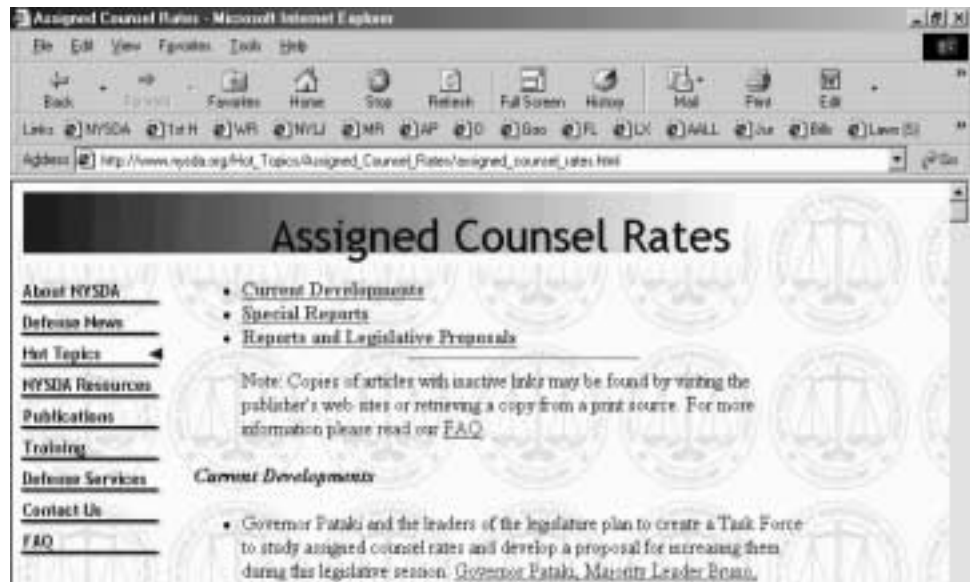 Assigned Counsel Rates - Microsoft Internet Explorer
File Edit View Favorites Tools Help
Back Forward Favorites Home Stop Refresh Full Screen History Mail Print Edit
Links NYSDA 1st H WR NYLJ MR AP O Goo FL LX AALL Jur Bills Laws (S)
Address http://www.nysda.org/Hot_Topics/Assigned_Counsel_Rates/assigned_counsel_rates.html Go
Assigned Counsel Rates
About NYSDA
Defense News
Hot Topics
NYSDA Resources
Publications
Training
Defense Services
Contact Us
FAQ
• Current Developments
• Special Reports
• Reports and Legislative Proposals
Note: Copies of articles with inactive links may be found by visiting the
publisher's web sites or retrieving a copy from a print source. For more
information please read our FAQ
Current Developments
• Governor Pataki and the leaders of the legislature plan to create a Task Force
to study assigned counsel rates and develop a proposal for increasing them
during this legislative session. Governor Pataki, Majority Leader Bruno,